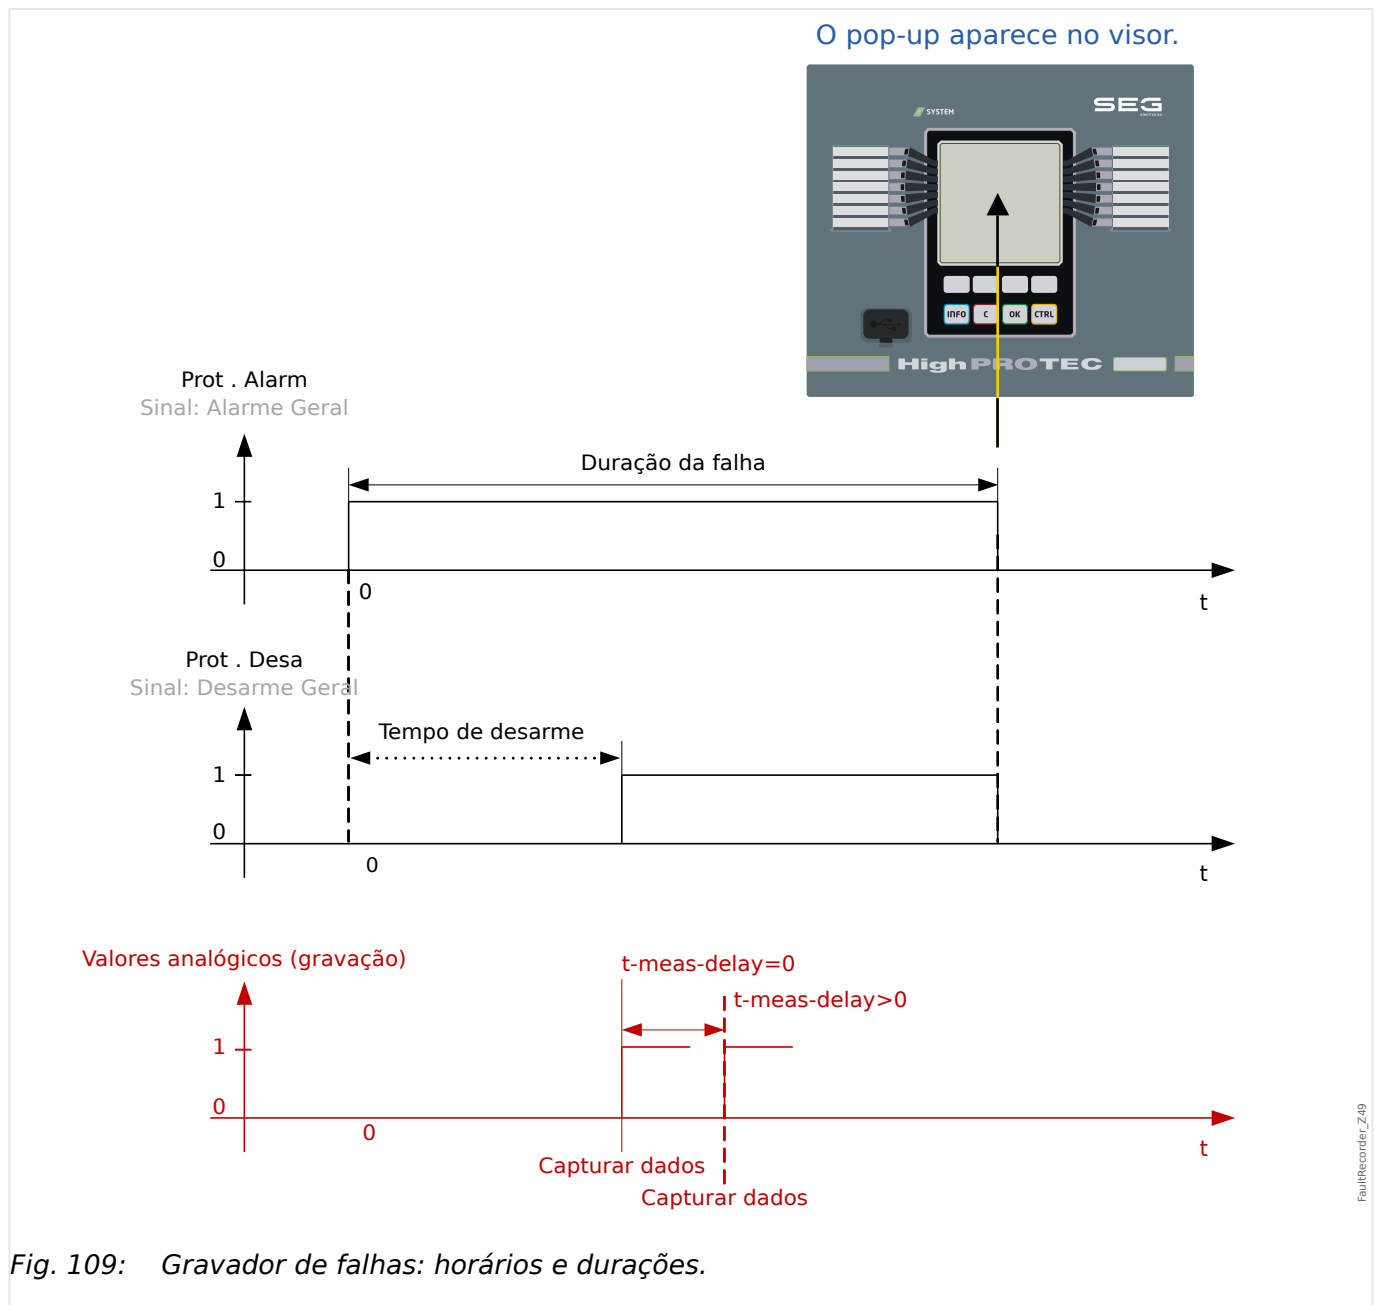 O pop-up aparece no visor.
SYSTEM
SEG
INFO
C
OK
CTRL
HighPROTEC
Prot . Alarm
Sinal: Alarme Geral
Duração da falha
1
0
0
t
Prot . Desa
Sinal: Desarme Geral
Tempo de desarme
1
0
0
t
Valores analógicos (gravação)
t-meas-delay=0
t-meas-delay>0
1
0
0
t
Capturar dados
Capturar dados
FaultRecorder_Z49
Fig. 109: Gravador de falhas: horários e durações.